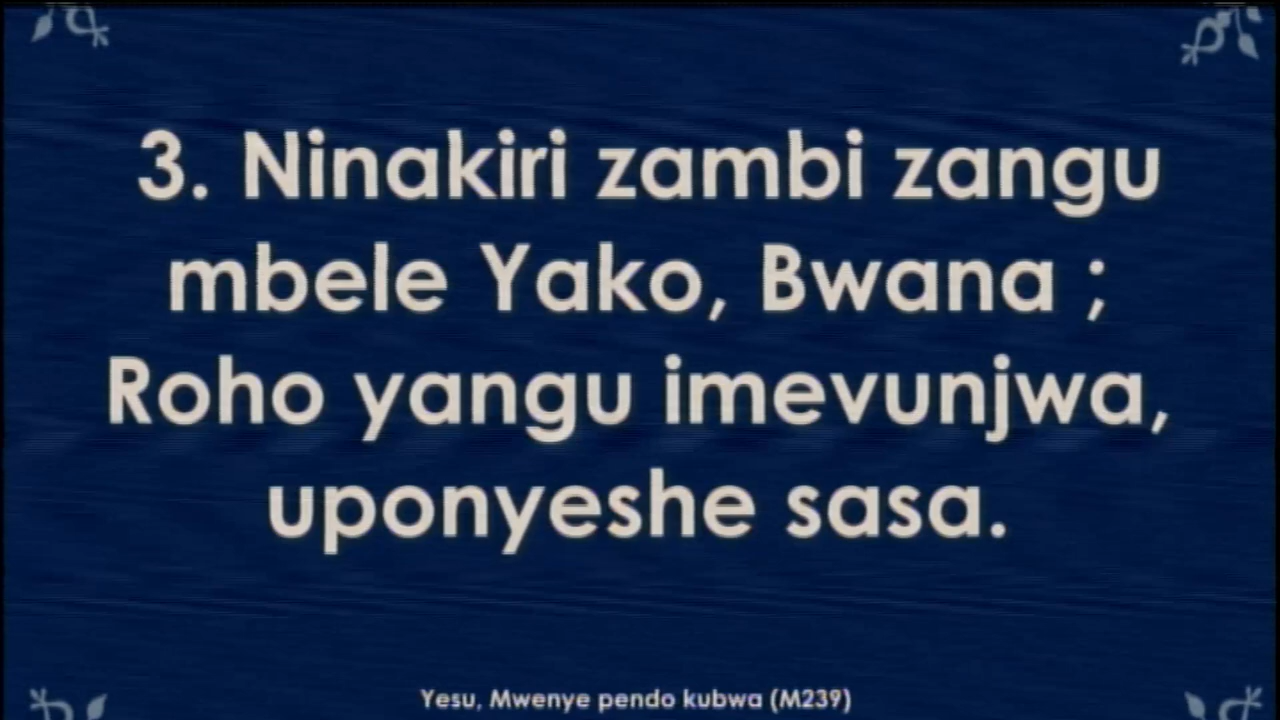 3. Ninakiri zambi zangu
mbele Yako, Bwana ;
Roho yangu imevunjwa,
uponyeshe sasa.
Yesu, Mwenye pendo kubwa (M239)